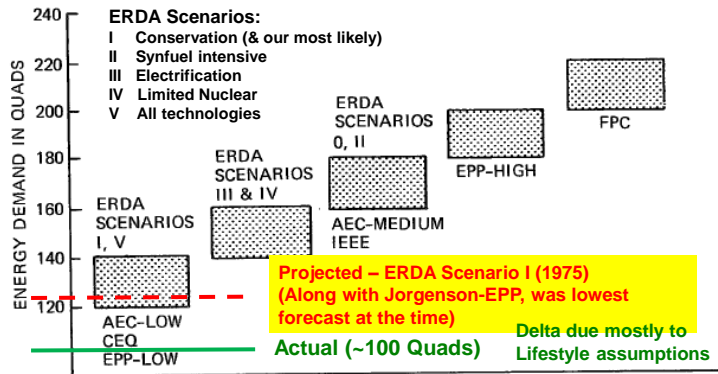 ERDA Scenarios:
I Conservation (& our most likely)
II Synfuel intensive
III Electrification
IV Limited Nuclear
V All technologies
ENERGY DEMAND IN QUADS
240
220
200
180
160
140
120
ERDA
SCENARIOS
I, V
AEC-LOW
CEQ
EPP-LOW
ERDA
SCENARIOS
III & IV
ERDA
SCENARIOS
0, II
AEC-MEDIUM
IEEE
EPP-HIGH
FPC
Projected – ERDA Scenario I (1975)
(Along with Jorgenson-EPP, was lowest
forecast at the time)
Actual (~100 Quads)
Delta due mostly to
Lifestyle assumptions